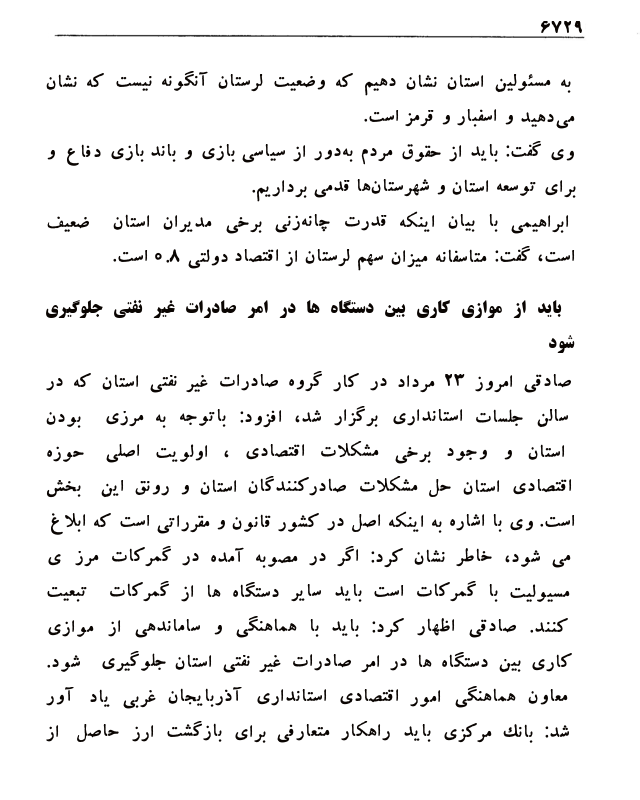 ۶۷۲۹
به مسئولین استان نشان دهیم که وضعیت لرستان آنگونه نیست که نشان
می‌دهید و اسفبار و قرمز است.
وی گفت: باید از حقوق مردم به‌دور از سیاسی بازی و باند بازی دفاع و
برای توسعه استان و شهرستان‌ها قدمی برداریم.
ابراهیمی با بیان اینکه قدرت چانه‌زنی برخی مدیران استان ضعیف
است، گفت: متاسفانه میزان سهم لرستان از اقتصاد دولتی ۰.۸ است.
باید از موازی کاری بین دستگاه ها در امر صادرات غیر نفتی جلوگیری
شود
صادقی امروز ۲۳ مرداد در کار گروه صادرات غیر نفتی استان که در
سالن جلسات استانداری برگزار شد، افزود: باتوجه به مرزی بودن
استان و وجود برخی مشکلات اقتصادی ، اولویت اصلی حوزه
اقتصادی استان حل مشکلات صادرکنندگان استان و رونق این بخش
است. وی با اشاره به اینکه اصل در کشور قانون و مقرراتی است که ابلاغ
می شود، خاطر نشان کرد: اگر در مصوبه آمده در گمرکات مرز ی
مسیولیت با گمرکات است باید سایر دستگاه ها از گمرکات تبعیت
کنند. صادقی اظهار کرد: باید با هماهنگی و ساماندهی از موازی
کاری بین دستگاه ها در امر صادرات غیر نفتی استان جلوگیری شود.
معاون هماهنگی امور اقتصادی استانداری آذربایجان غربی یاد آور
شد: بانك مرکزی باید راهکار متعارفی برای بازگشت ارز حاصل از